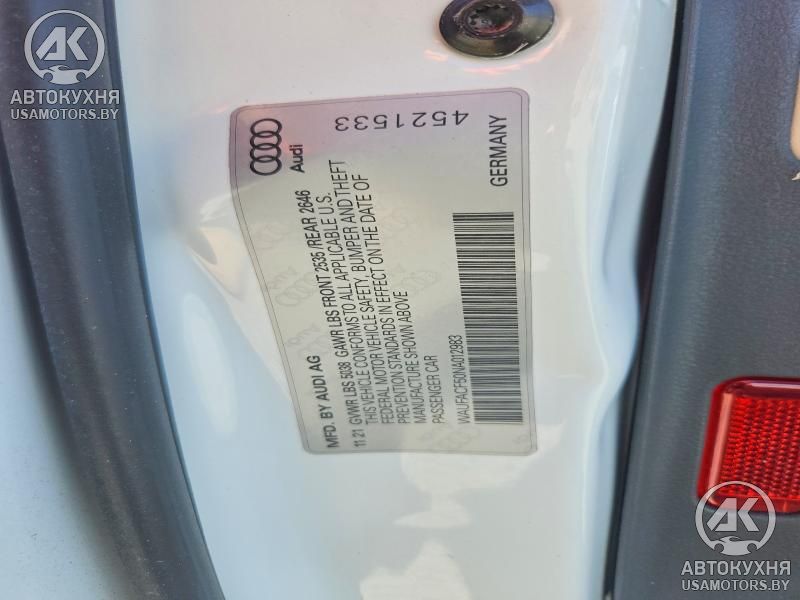 АК
АВТОКУХНЯ
USAMOTORS.BY
Audi
4521533
MFD. BY AUDI AG
11 21 GVWR LBS 5038 GAWR LBS FRONT 2535 /REAR 2646
THIS VEHICLE CONFORMS TO ALL APPLICABLE U.S.
FEDERAL MOTOR VEHICLE SAFETY, BUMPER AND THEFT
PREVENTION STANDARDS IN EFFECT ON THE DATE OF
MANUFACTURE SHOWN ABOVE
PASSENGER CAR
WAUFACF50NA012983
GERMANY
АК
АВТОКУХНЯ
USAMOTORS.BY